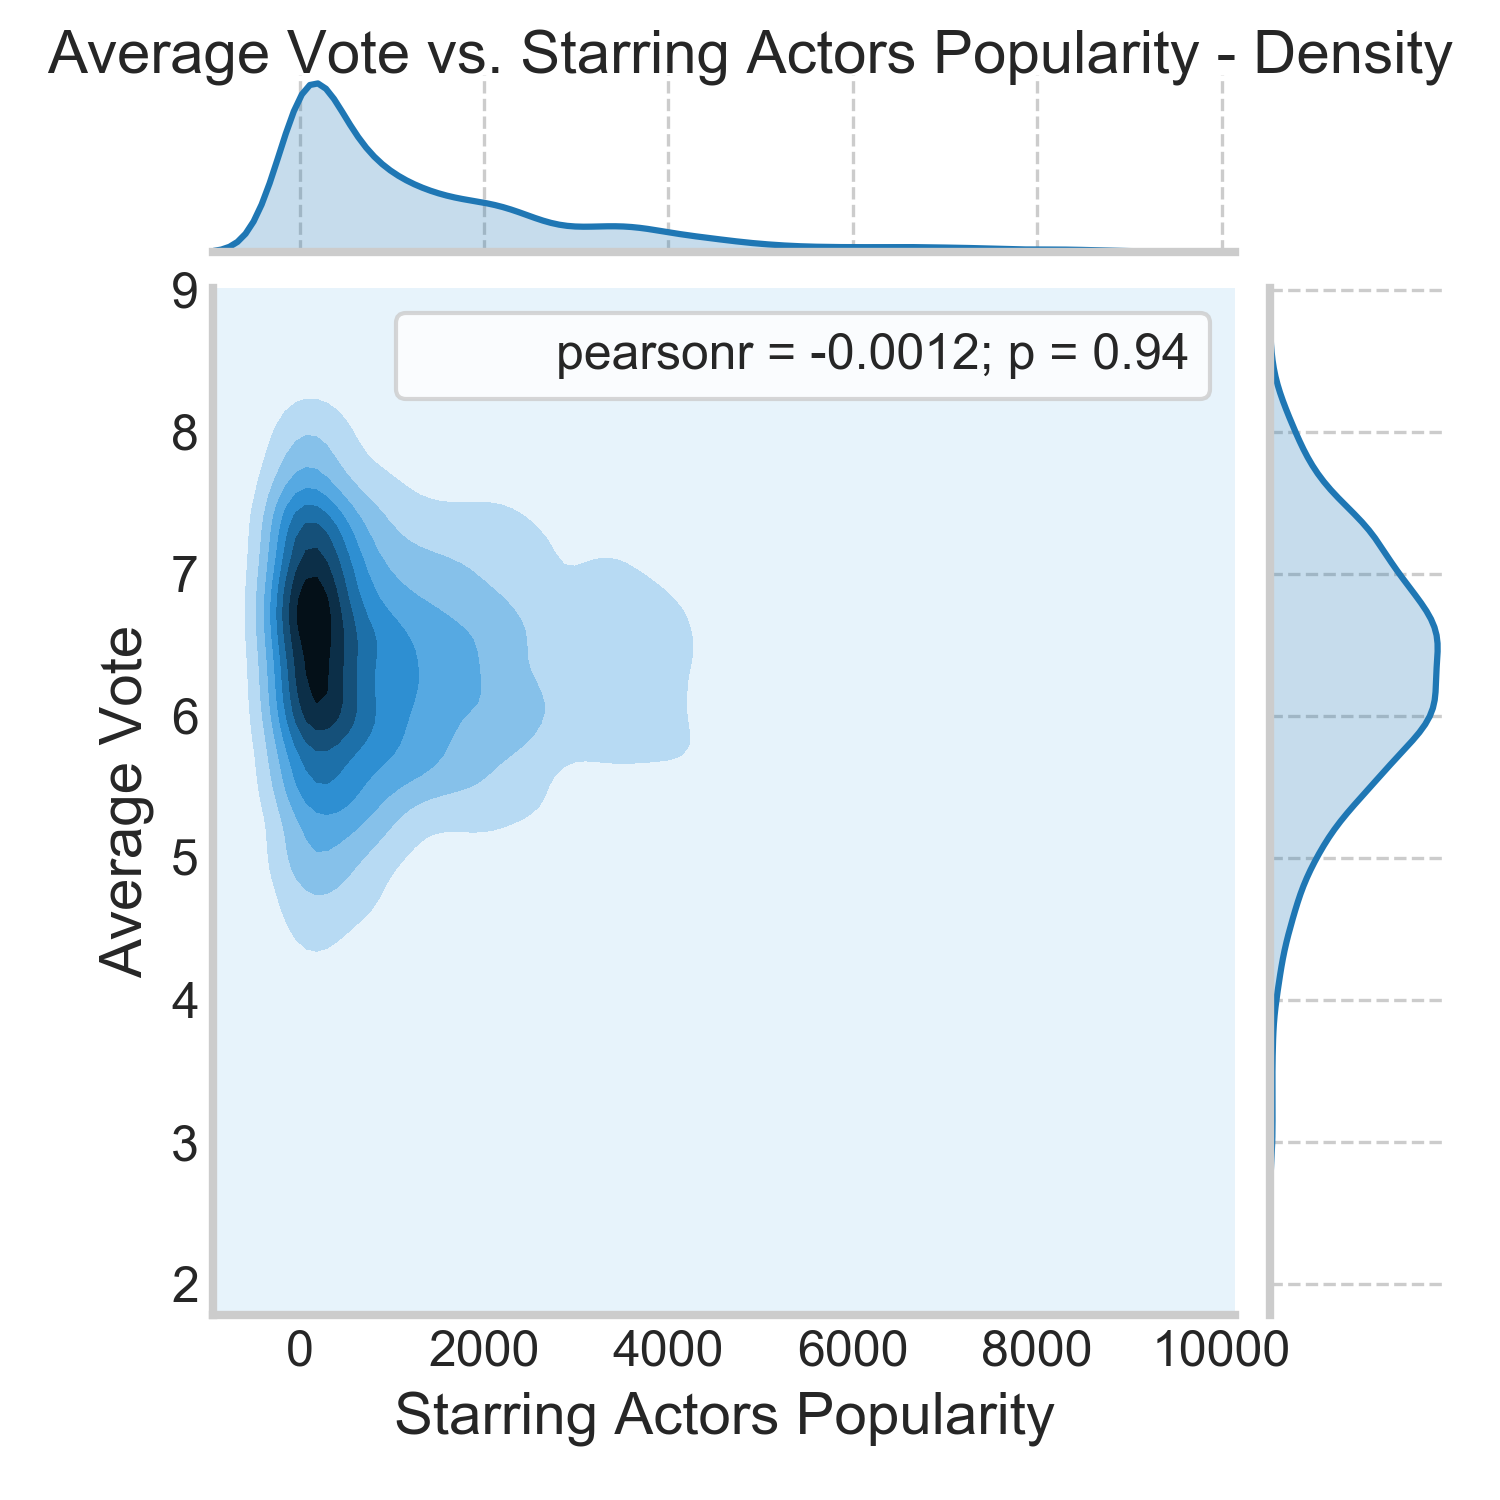 Average Vote vs. Starring Actors Popularity - Density
pearsonr = -0.0012; p = 0.94
9
8
7
6
5
4
3
2
Average Vote
0 2000 4000 6000 8000 10000
Starring Actors Popularity